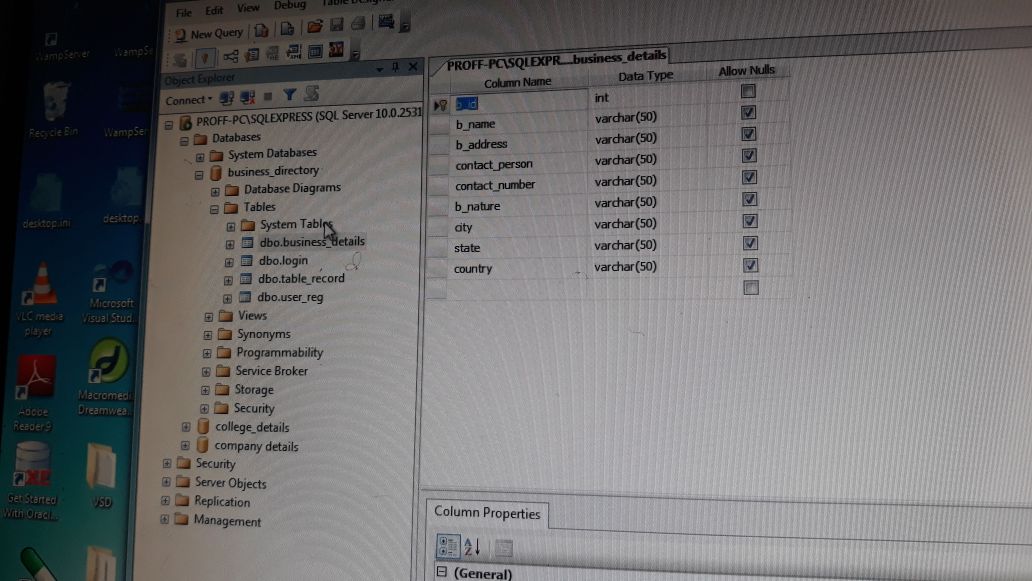 File Edit View Debug Table
New Query
Object Explorer
Connect
PROFF-PC\SQLEXPRESS (SQL Server 10.0.2531
Databases
System Databases
business_directory
Database Diagrams
Tables
System Tables
dbo.business_details
dbo.login
dbo.table_record
dbo.user_reg
Views
Synonyms
Programmability
Service Broker
Storage
Security
college_details
company details
Security
Server Objects
Replication
Management
PROFF-PC\SQLEXPR...business_details
Column Name Data Type Allow Nulls
b_id int
b_name varchar(50)
b_address varchar(50)
contact_person varchar(50)
contact_number varchar(50)
b_nature varchar(50)
city varchar(50)
state varchar(50)
country varchar(50)
Column Properties
A
Z
(General)
WampServer
WampSe
Recycle Bin
WampSer
desktop.ini
desktop.
VLC media
player
Microsoft
Visual Stud...
Adobe
Reader 9
Macromedi
Dreamwea...
XE
Get Started
With Oracl...
VSD